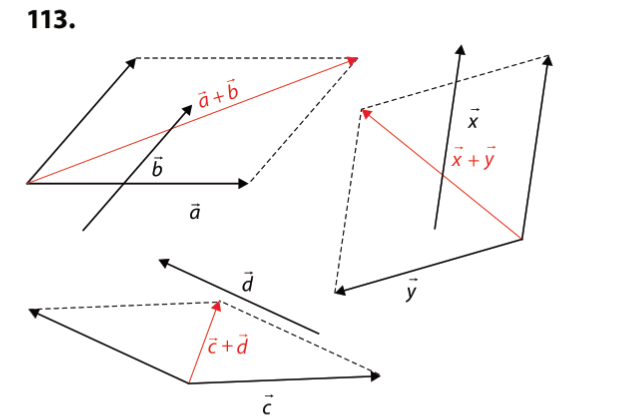 113.
a⃗ + b⃗
b⃗
a⃗
x⃗
x⃗ + y⃗
y⃗
d⃗
c⃗ + d⃗
c⃗